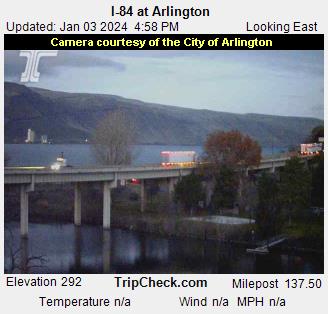 I-84 at Arlington
Updated: Jan 03 2024 4:58 PM Looking East
Camera courtesy of the City of Arlington
Elevation 292 TripCheck.com Milepost 137.50
Temperature n/a Wind n/a MPH n/a